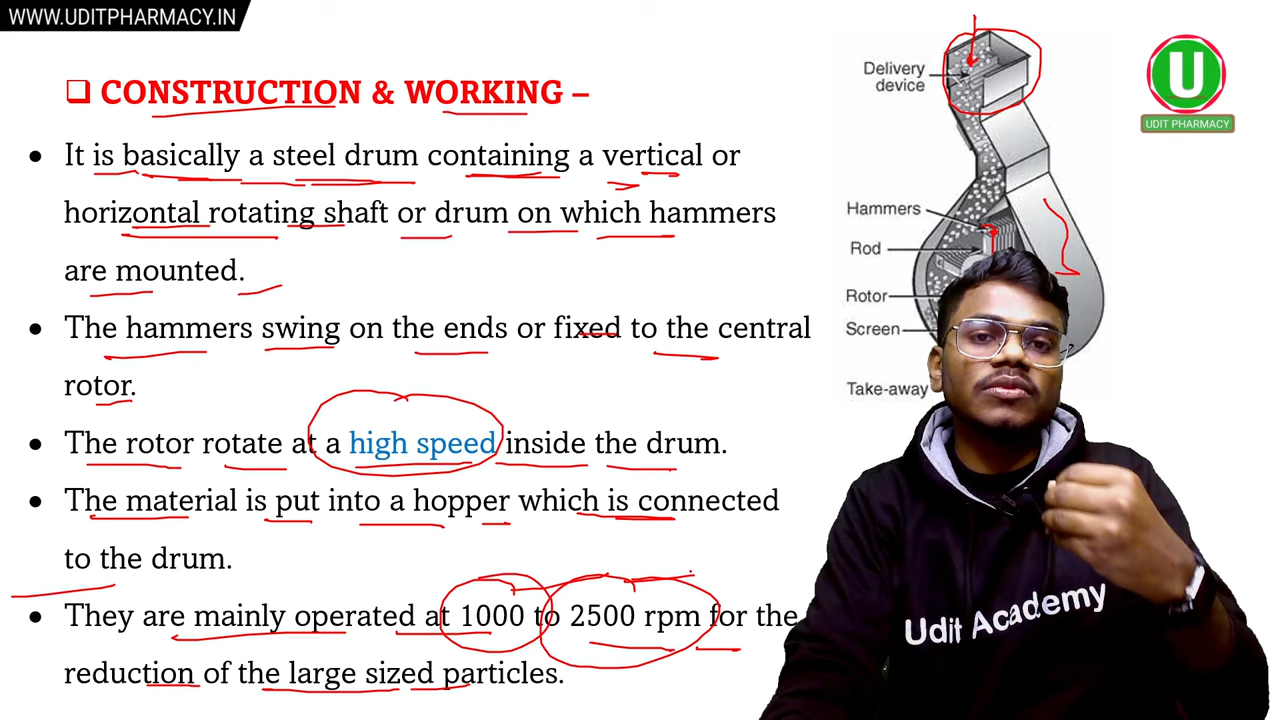 WWW.UDITPHARMACY.IN
CONSTRUCTION & WORKING –
• It is basically a steel drum containing a vertical or
horizontal rotating shaft or drum on which hammers
are mounted.
• The hammers swing on the ends or fixed to the central
rotor.
• The rotor rotate at a high speed inside the drum.
• The material is put into a hopper which is connected
to the drum.
• They are mainly operated at 1000 to 2500 rpm for the
reduction of the large sized particles.
Delivery
device
Hammers
Rod
Rotor
Screen
Take-away
U
UDIT PHARMACY
Udit Academy